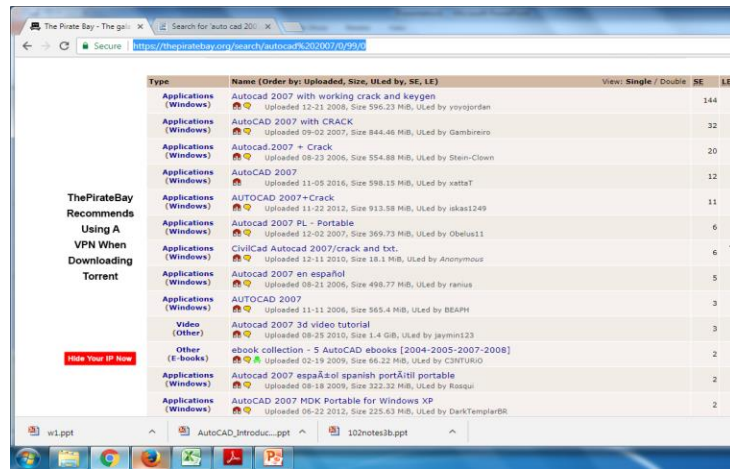 The Pirate Bay - The gal
Search for 'auto cad 200
Secure
https://thepiratebay.org/search/autocad%202007/0/99/0
Type Name (Order by: Uploaded, Size, ULed by, SE, LE) View: Single / Double SE LE
Applications (Windows)
Autocad 2007 with working crack and keygen
Uploaded 12-21 2008, Size 596.23 MiB, ULed by yovojordan
144
Applications (Windows)
AutoCAD 2007 with CRACK
Uploaded 09-02 2007, Size 844.46 MiB, ULed by Gambireiro
32
Applications (Windows)
Autocad.2007 + Crack
Uploaded 08-23 2006, Size 554.88 MiB, ULed by Stein-Clown
20
Applications (Windows)
AutoCAD 2007
Uploaded 11-05 2016, Size 598.15 MiB, ULed by xattaT
12
Applications (Windows)
AUTOCAD 2007+Crack
Uploaded 11-22 2012, Size 913.58 MiB, ULed by iskas1249
11
Applications (Windows)
Autocad 2007 PL - Portable
Uploaded 12-02 2007, Size 369.73 MiB, ULed by Obelus11
6
Applications (Windows)
CivilCad Autocad 2007/crack and txt.
Uploaded 12-11 2010, Size 18.1 MiB, ULed by Anonymous
6
Applications (Windows)
Autocad 2007 en español
Uploaded 08-21 2006, Size 498.77 MiB, ULed by ranius
5
Applications (Windows)
AUTOCAD 2007
Uploaded 11-11 2006, Size 565.4 MiB, ULed by BEAPH
3
Video (Other)
Autocad 2007 3d video tutorial
Uploaded 08-25 2010, Size 1.4 GiB, ULed by jaymin123
3
Other (E-books)
ebook collection - 5 AutoCAD ebooks [2004-2005-2007-2008]
Uploaded 02-19 2009, Size 66.22 MiB, ULed by C3NTURiO
2
Applications (Windows)
Autocad 2007 espaÃ±ol spanish portÃ¡til portable
Uploaded 08-18 2009, Size 322.32 MiB, ULed by Rosqui
2
Applications (Windows)
AutoCAD 2007 MDK Portable for Windows XP
Uploaded 06-22 2012, Size 225.63 MiB, ULed by DarkTemplarBR
2
ThePirateBay
Recommends
Using A
VPN When
Downloading
Torrent
Hide Your IP Now
w1.ppt
AutoCAD_Introduc....ppt
102notes3b.ppt